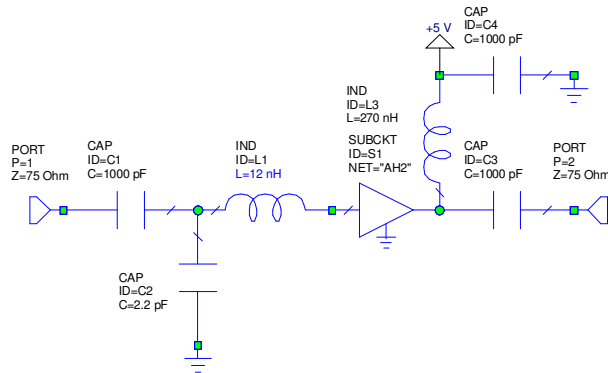 CAP
ID=C4
C=1000 pF
+5 V
IND
ID=L3
L=270 nH
PORT
P=1
Z=75 Ohm
CAP
ID=C1
C=1000 pF
IND
ID=L1
L=12 nH
SUBCKT
ID=S1
NET="AH2"
CAP
ID=C3
C=1000 pF
PORT
P=2
Z=75 Ohm
CAP
ID=C2
C=2.2 pF